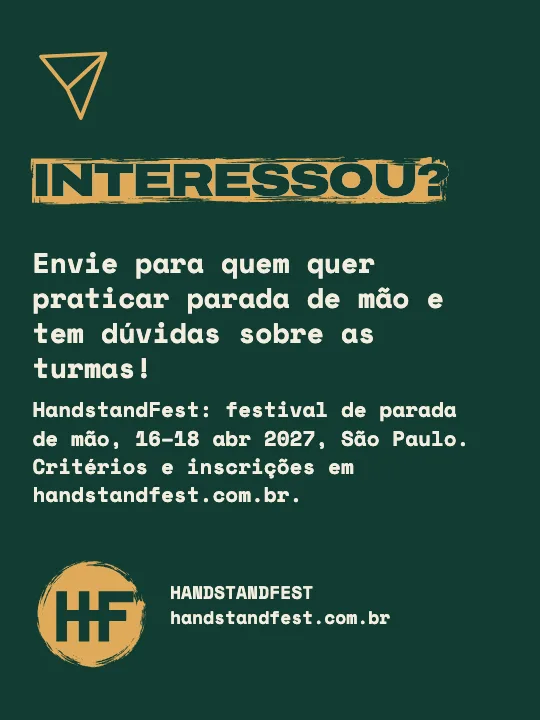 INTERESSOU?
Envie para quem quer
praticar parada de mão e
tem dúvidas sobre as
turmas!
HandstandFest: festival de parada
de mão, 16–18 abr 2027, São Paulo.
Critérios e inscrições em
handstandfest.com.br.
HF
HANDSTANDFEST
handstandfest.com.br